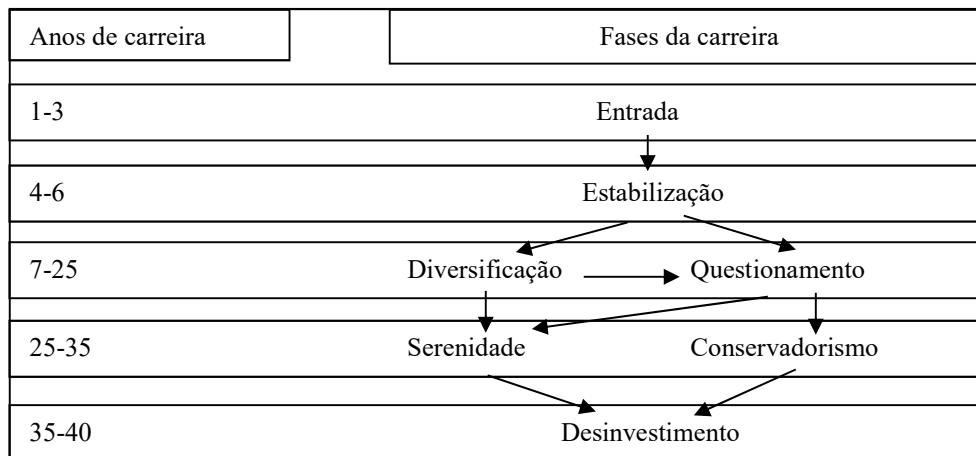 Anos de carreira Fases da carreira
1-3 Entrada
4-6 Estabilização
7-25 Diversificação Questionamento
25-35 Serenidade Conservadorismo
35-40 Desinvestimento